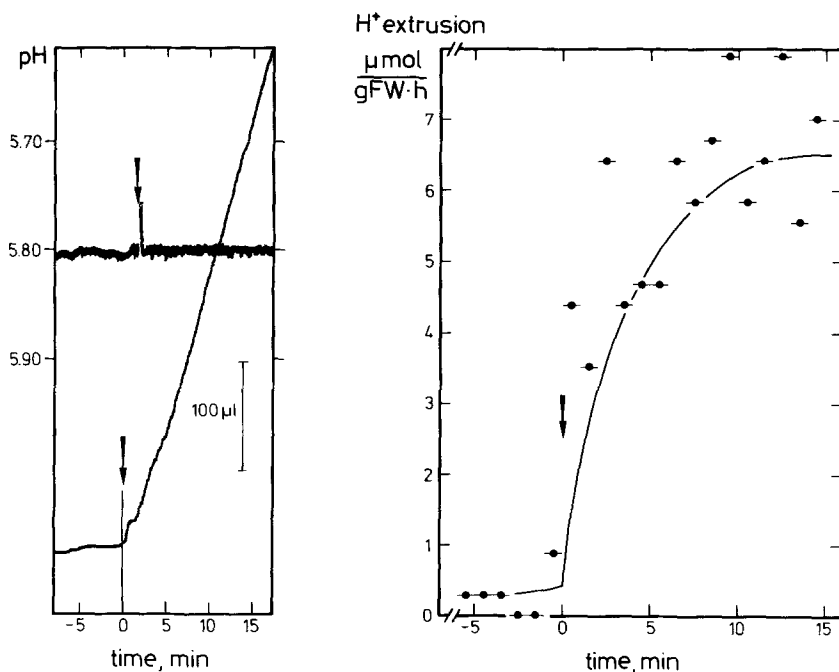 pH
5.70
5.80
5.90
100 µl
-5 0 5 10 15
time, min
H⁺ extrusion
µmol
gFW·h
7
6
5
4
3
2
1
0
-5 0 5 10 15
time, min